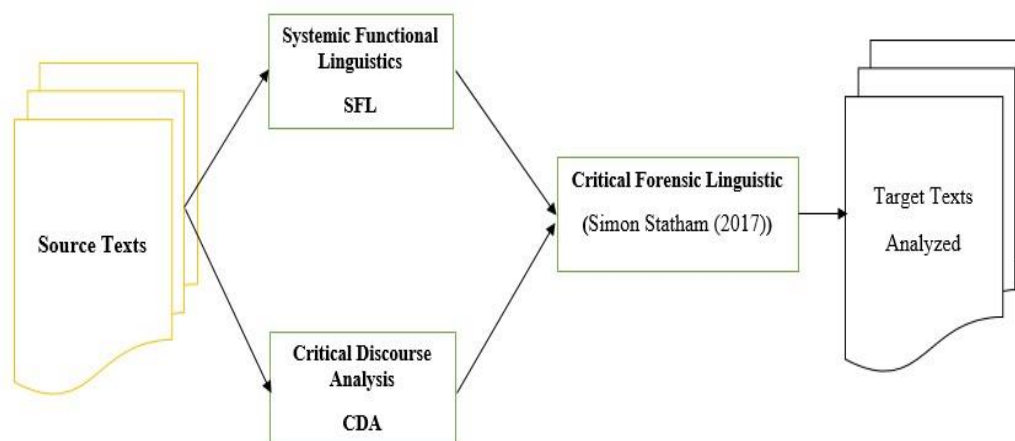 Source Texts
Systemic Functional
Linguistics
SFL
Critical Discourse
Analysis
CDA
Critical Forensic Linguistic
(Simon Statham (2017))
Target Texts
Analyzed